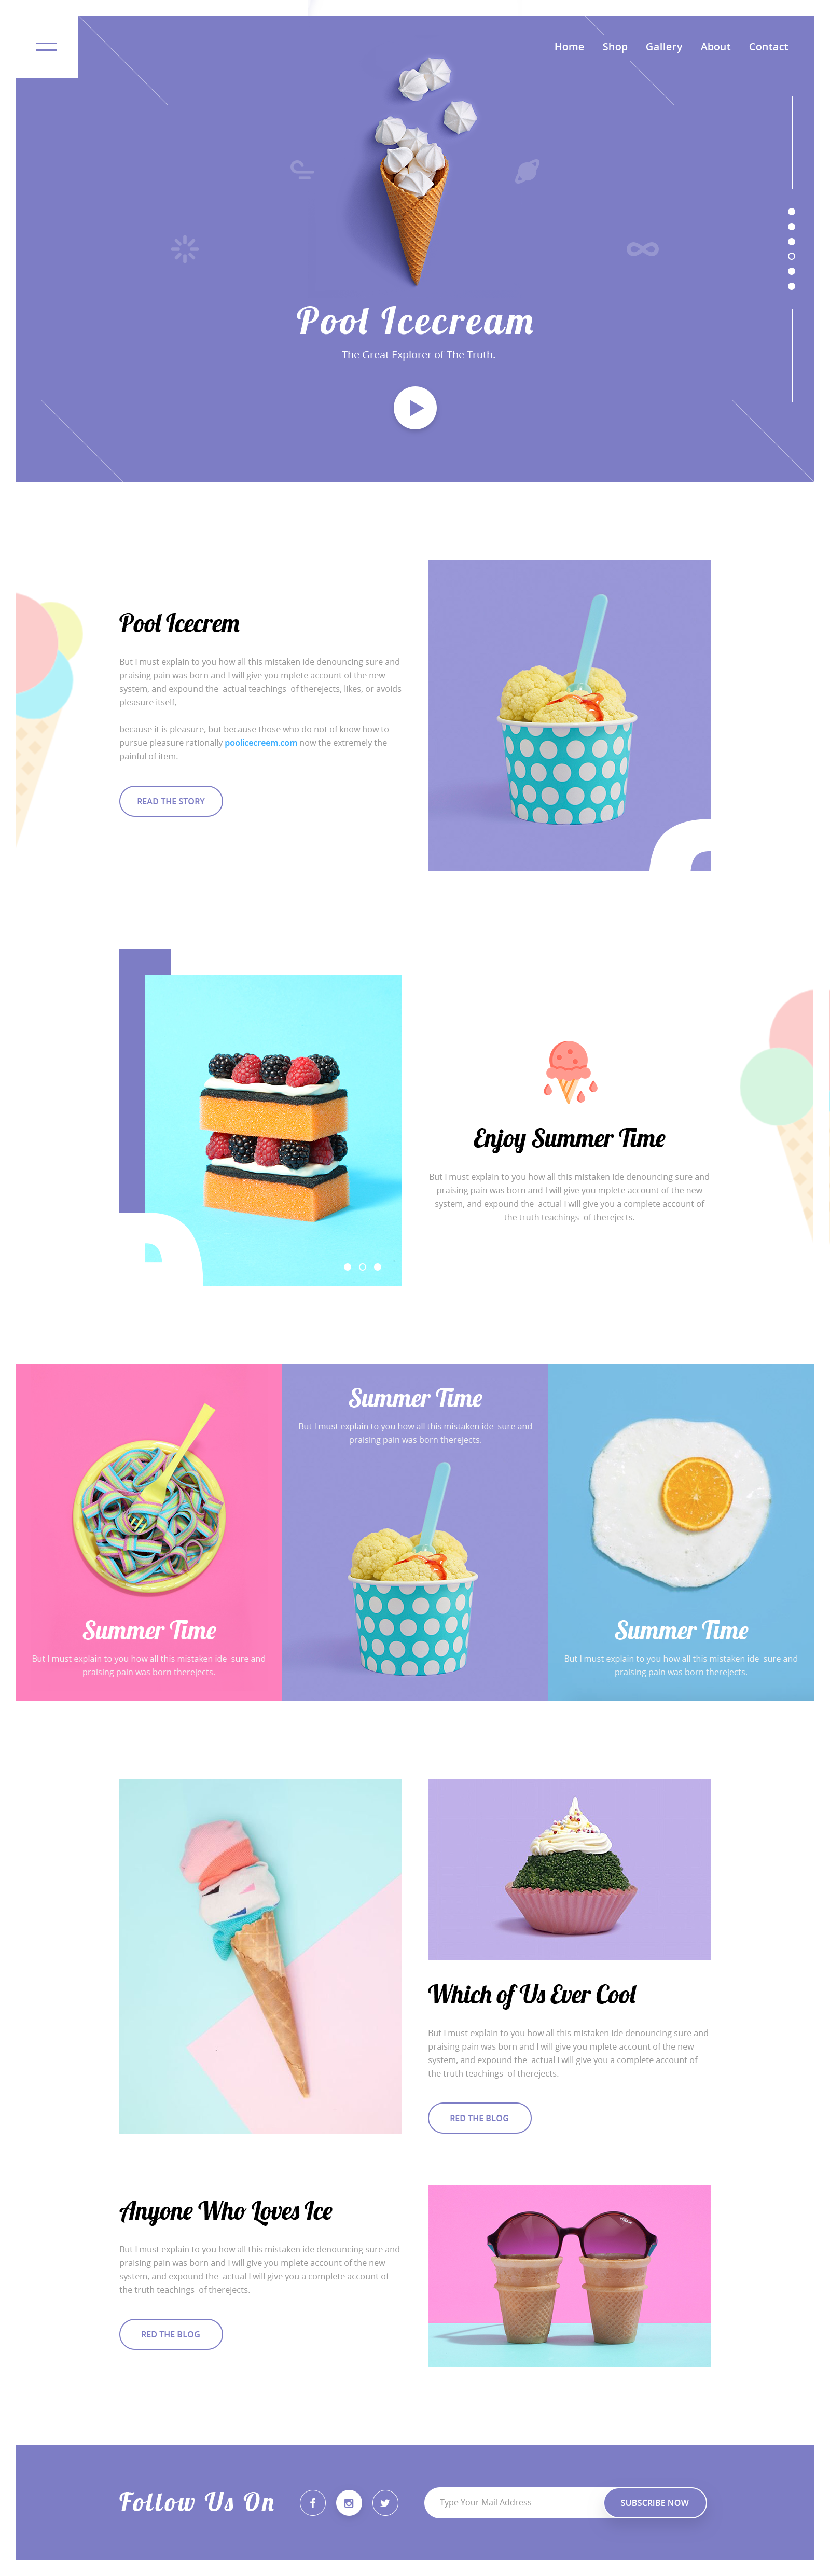 Home Shop Gallery About Contact
Pool Icecream
The Great Explorer of The Truth.
Pool Icecrem
But I must explain to you how all this mistaken ide denouncing sure and
praising pain was born and I will give you mplete account of the new
system, and expound the actual teachings of therejects, likes, or avoids
pleasure itself,
because it is pleasure, but because those who do not of know how to
pursue pleasure rationally poolicecreem.com now the extremely the
painful of item.
READ THE STORY
Enjoy Summer Time
But I must explain to you how all this mistaken ide denouncing sure and
praising pain was born and I will give you mplete account of the new
system, and expound the actual I will give you a complete account of
the truth teachings of therejects.
Summer Time
But I must explain to you how all this mistaken ide sure and
praising pain was born therejects.
Summer Time
But I must explain to you how all this mistaken ide sure and
praising pain was born therejects.
Summer Time
But I must explain to you how all this mistaken ide sure and
praising pain was born therejects.
Which of Us Ever Cool
But I must explain to you how all this mistaken ide denouncing sure and
praising pain was born and I will give you mplete account of the new
system, and expound the actual I will give you a complete account of
the truth teachings of therejects.
RED THE BLOG
Anyone Who Loves Ice
But I must explain to you how all this mistaken ide denouncing sure and
praising pain was born and I will give you mplete account of the new
system, and expound the actual I will give you a complete account of
the truth teachings of therejects.
RED THE BLOG
Follow Us On
Type Your Mail Address
SUBSCRIBE NOW